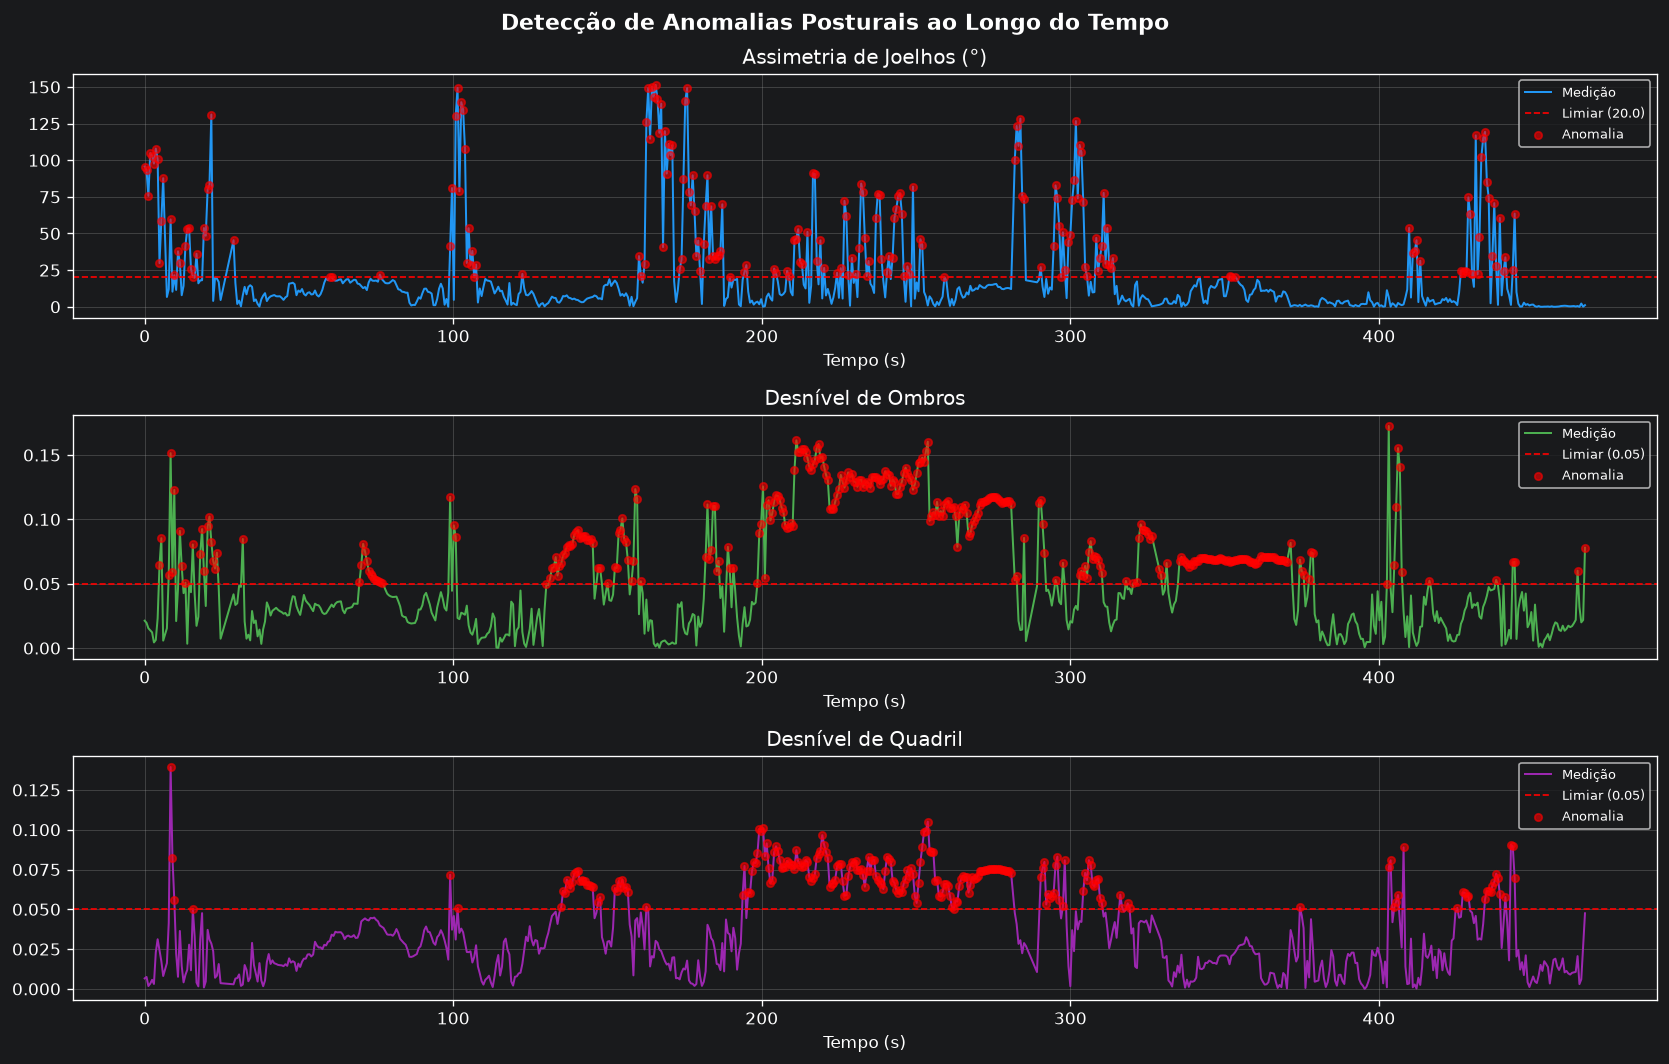 Detecção de Anomalias Posturais ao Longo do Tempo
Assimetria de Joelhos (°)
150
125
100
75
50
25
0
Medição
Limiar (20.0)
Anomalia
0 100 200 300 400
Tempo (s)
Desnível de Ombros
0.15
0.10
0.05
0.00
Medição
Limiar (0.05)
Anomalia
0 100 200 300 400
Tempo (s)
Desnível de Quadril
0.125
0.100
0.075
0.050
0.025
0.000
Medição
Limiar (0.05)
Anomalia
0 100 200 300 400
Tempo (s)